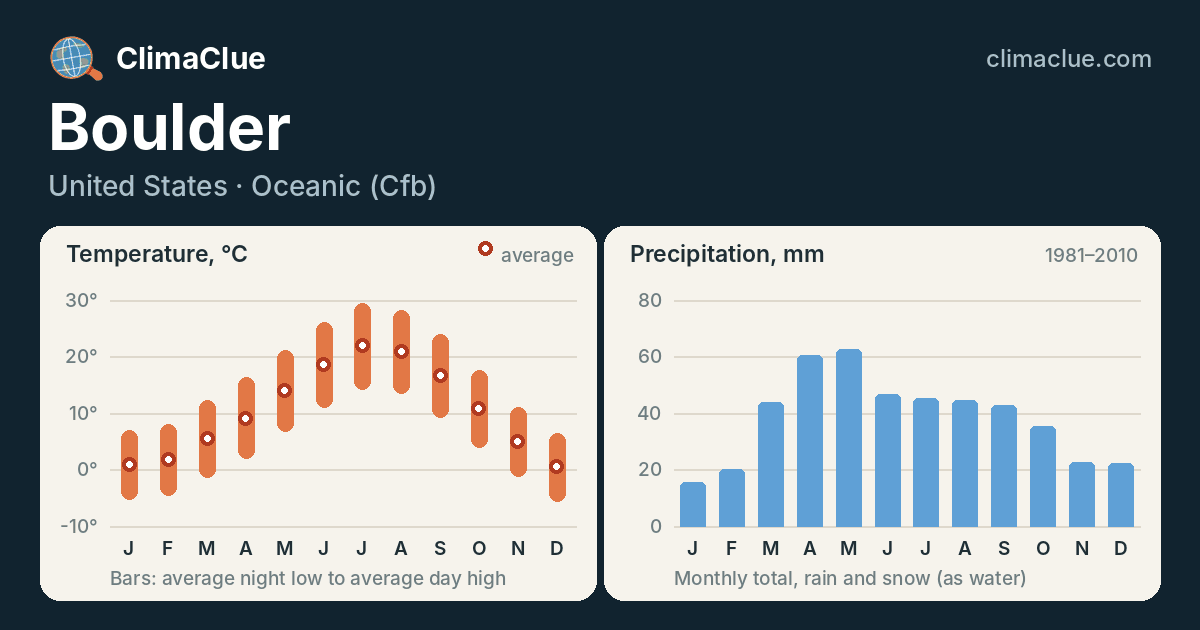 ClimaClue
climaclue.com
Boulder
United States · Oceanic (Cfb)
Temperature, °C
average
30°
20°
10°
0°
-10°
J F M A M J J A S O N D
Bars: average night low to average day high
Precipitation, mm
1981–2010
80
60
40
20
0
J F M A M J J A S O N D
Monthly total, rain and snow (as water)